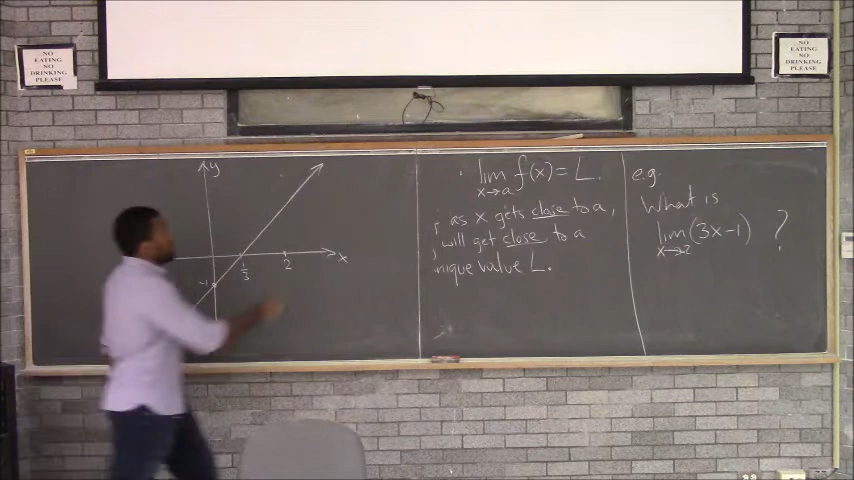 NO
EATING
NO
DRINKING
PLEASE
NO
EATING
NO
DRINKING
PLEASE
y
x
1/3
2
-1
lim f(x) = L.
x→a
as x gets close to a,
will get close to a
nique value L.
e.g.
What is
lim (3x-1) ?
x→2